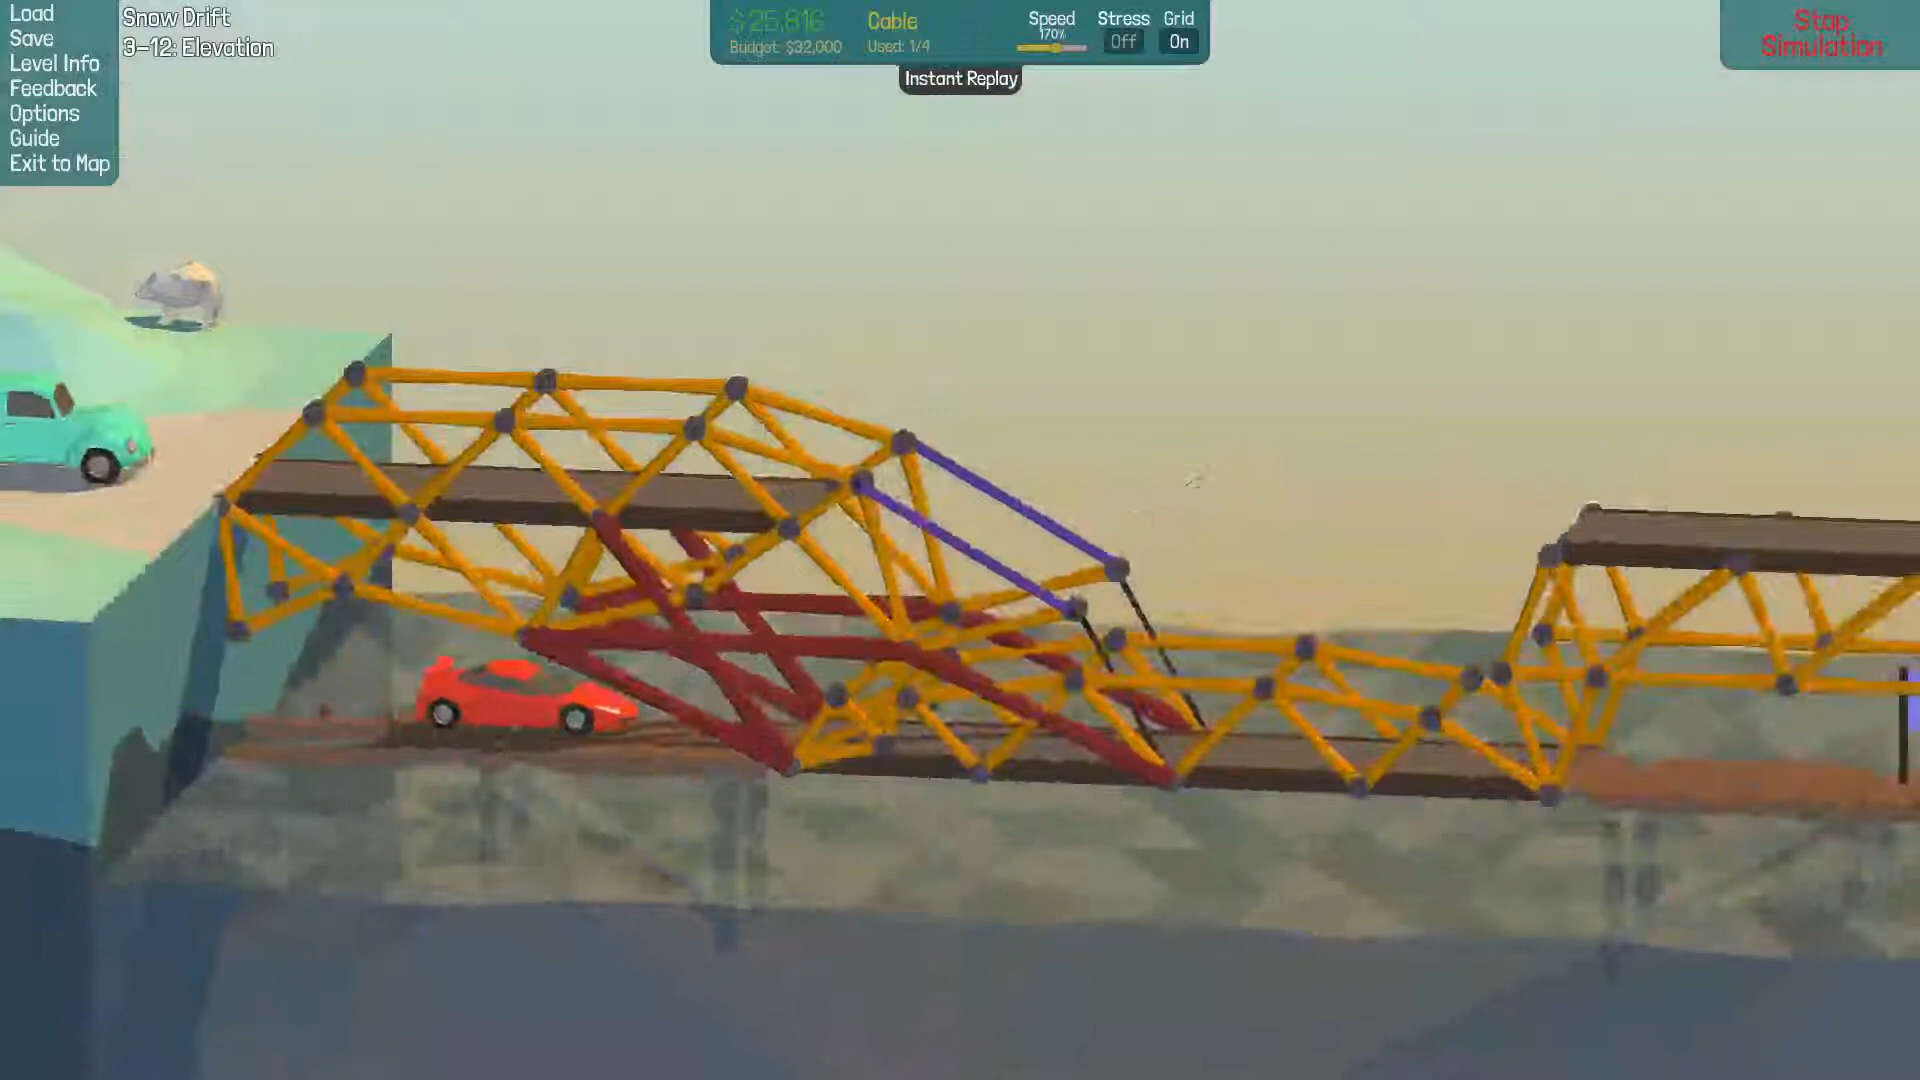 Load
Save
Level Info
Feedback
Options
Guide
Exit to Map
Snow Drift
3-12: Elevation
$25,816
Budget: $32,000
Cable
Used: 1/4
Speed
170%
Stress
Off
Grid
On
Instant Replay
Stop
Simulation